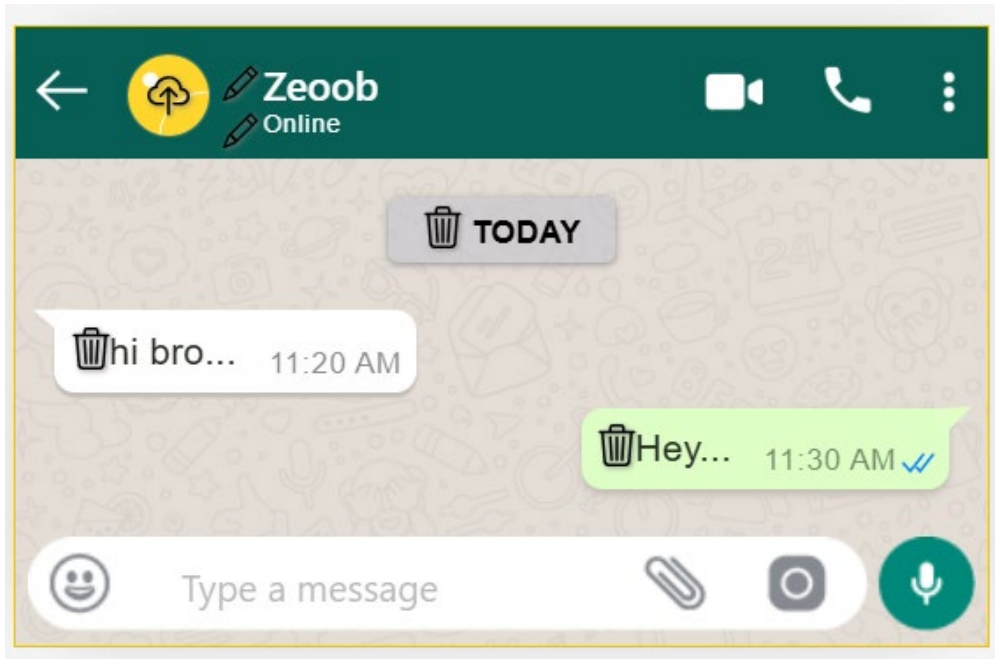 Zeoob
Online
TODAY
hi bro... 11:20 AM
Hey... 11:30 AM
Type a message